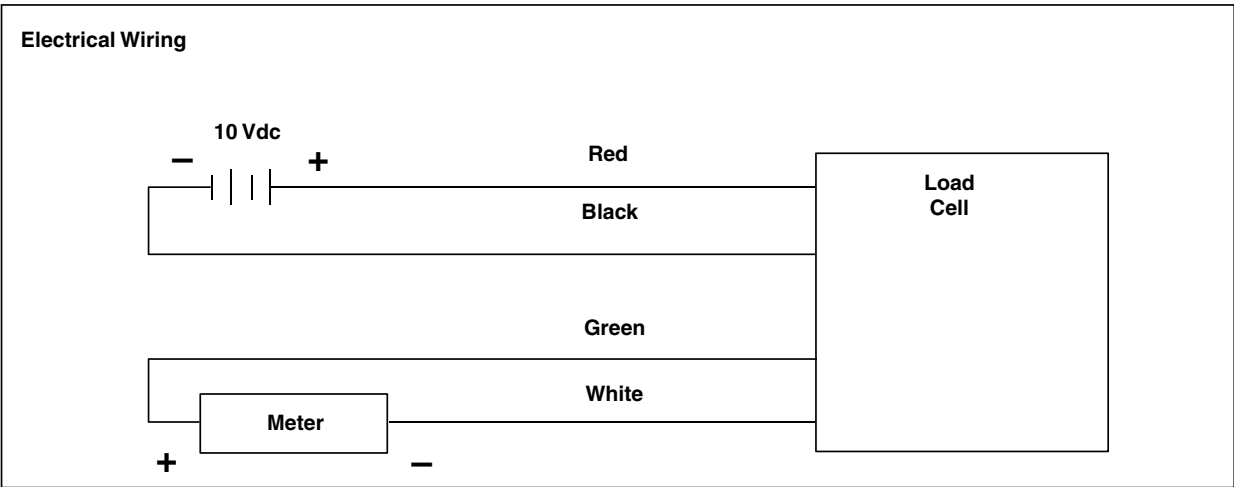 Electrical Wiring
10 Vdc
− +
Red
Load
Cell
Black
Green
White
Meter
+ −